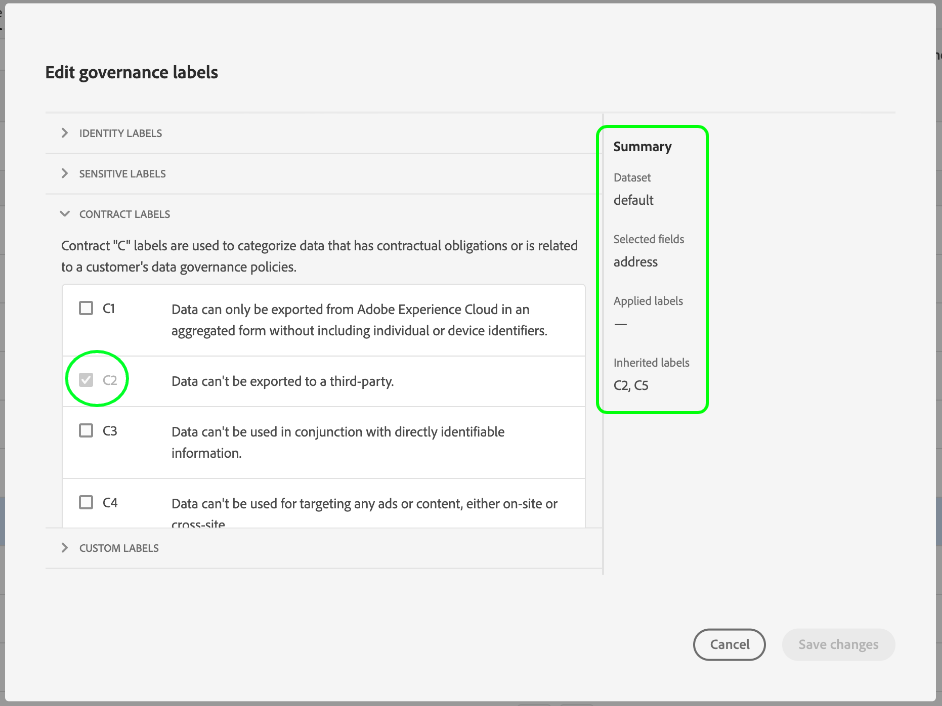 Edit governance labels
IDENTITY LABELS
SENSITIVE LABELS
CONTRACT LABELS
Contract "C" labels are used to categorize data that has contractual obligations or is related
to a customer's data governance policies.
C1
Data can only be exported from Adobe Experience Cloud in an
aggregated form without including individual or device identifiers.
C2
Data can't be exported to a third-party.
C3
Data can't be used in conjunction with directly identifiable
information.
C4
Data can't be used for targeting any ads or content, either on-site or
cross-site
CUSTOM LABELS
Summary
Dataset
default
Selected fields
address
Applied labels
—
Inherited labels
C2, C5
Cancel
Save changes